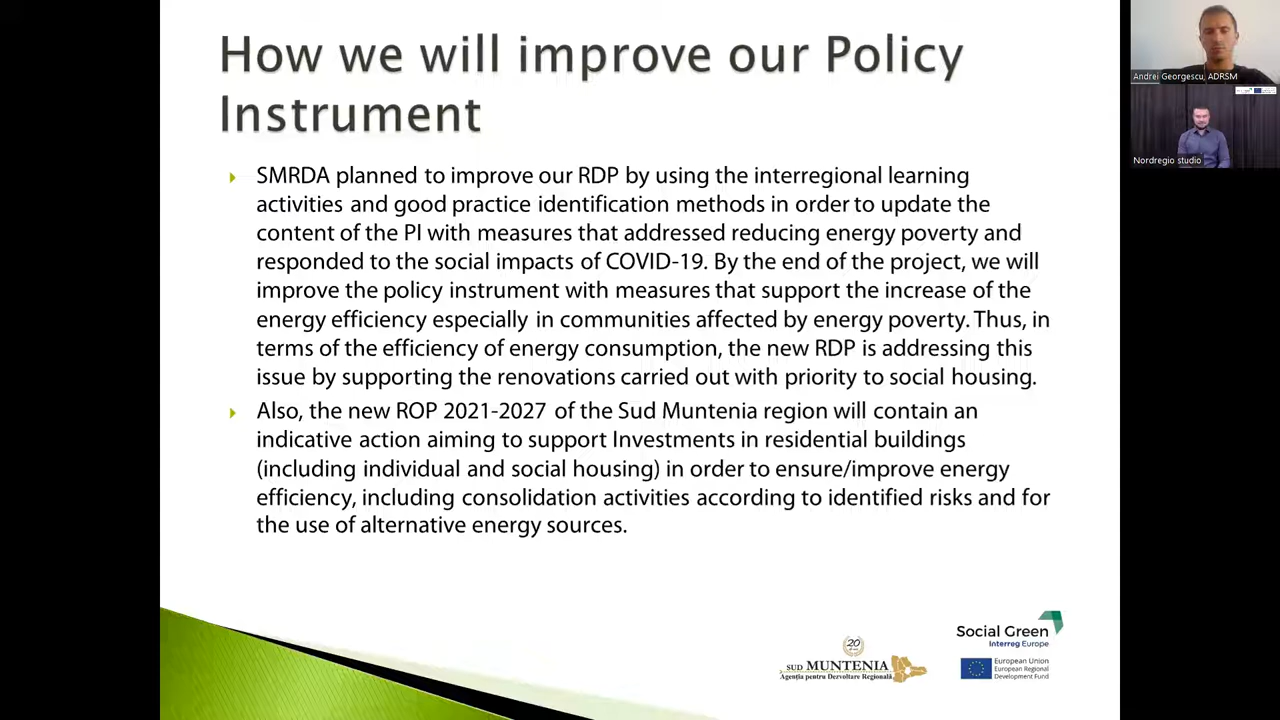 How we will improve our Policy
Instrument
SMRDA planned to improve our RDP by using the interregional learning
activities and good practice identification methods in order to update the
content of the PI with measures that addressed reducing energy poverty and
responded to the social impacts of COVID-19. By the end of the project, we will
improve the policy instrument with measures that support the increase of the
energy efficiency especially in communities affected by energy poverty. Thus, in
terms of the efficiency of energy consumption, the new RDP is addressing this
issue by supporting the renovations carried out with priority to social housing.
Also, the new ROP 2021-2027 of the Sud Muntenia region will contain an
indicative action aiming to support Investments in residential buildings
(including individual and social housing) in order to ensure/improve energy
efficiency, including consolidation activities according to identified risks and for
the use of alternative energy sources.
20
SUD MUNTENIA
Agenția pentru Dezvoltare Regională
Social Green
Interreg Europe
European Union
European Regional
Development Fund
Andrei Georgescu, ADRSM
Nordregio studio